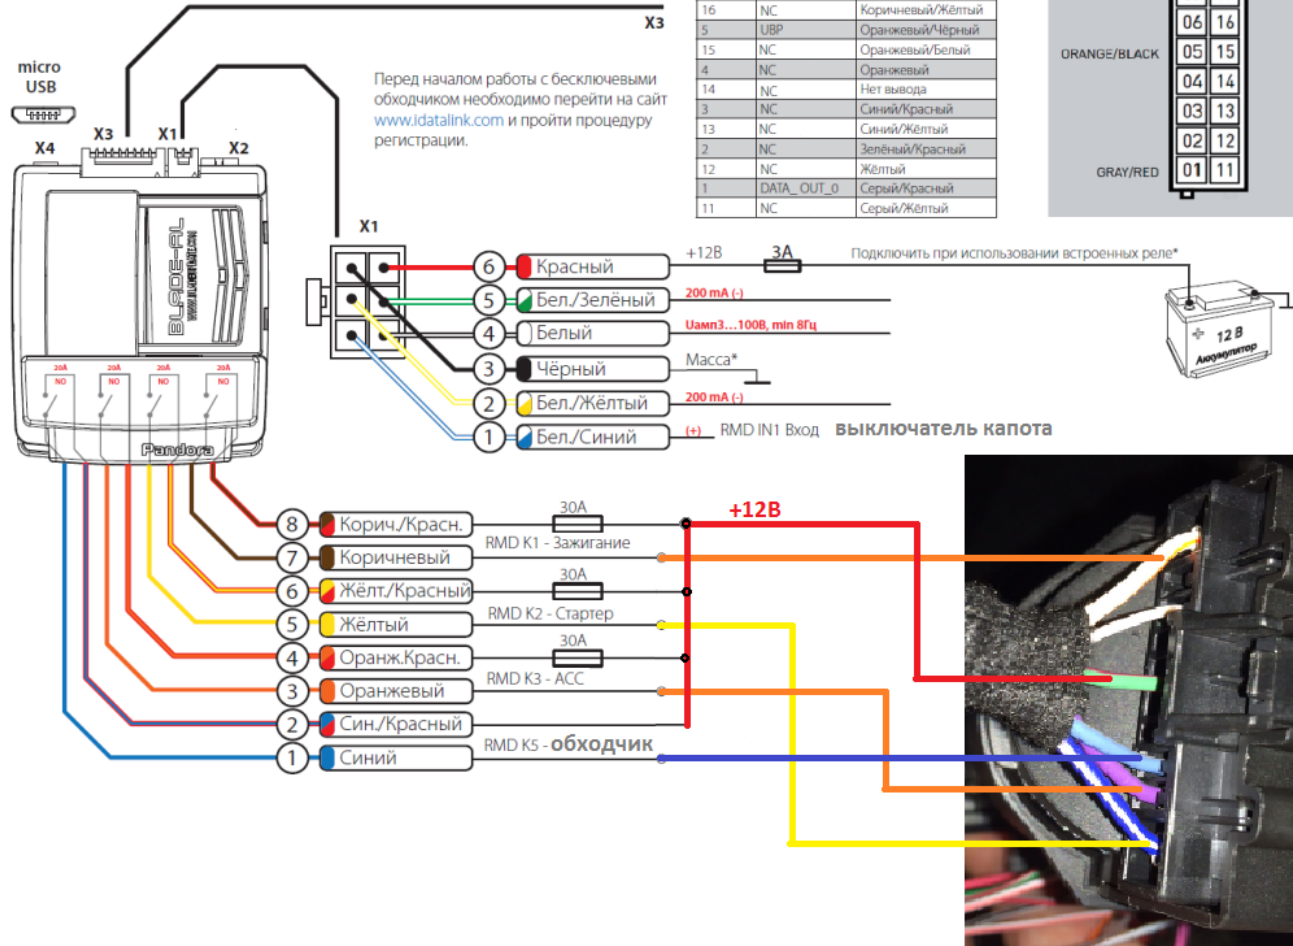 X3
16 NC Коричневый/Жёлтый
5 UBP Оранжевый/Чёрный
15 NC Оранжевый/Белый
4 NC Оранжевый
14 NC Нет вывода
3 NC Синий/Красный
13 NC Синий/Жёлтый
2 NC Зелёный/Красный
12 NC Жёлтый
1 DATA_ OUT_0 Серый/Красный
11 NC Серый/Жёлтый
06 16
ORANGE/BLACK 05 15
04 14
03 13
02 12
GRAY/RED 01 11
micro
USB
Перед началом работы с бесключевыми
обходчиком необходимо перейти на сайт
www.idatalink.com и пройти процедуру
регистрации.
X3 X1
X4 X2
BLADE-AL
20A 20A 20A 20A
NO NO NO NO
Pandora
X1
6 Красный +12В 3А Подключить при использовании встроенных реле*
5 Бел./Зелёный 200 mA (-)
4 Белый Uамп3...100В, min 8Гц
3 Чёрный Масса*
2 Бел./Жёлтый 200 mA (-)
1 Бел./Синий (+) RMD IN1 Вход выключатель капота
+ 12 В
Аккумулятор
8 Корич./Красн. 30А +12В
7 Коричневый RMD K1 - Зажигание
6 Жёлт./Красный 30А
5 Жёлтый RMD K2 - Стартер
4 Оранж.Красн. 30А
3 Оранжевый RMD K3 - ACC
2 Син./Красный
1 Синий RMD K5 - обходчик